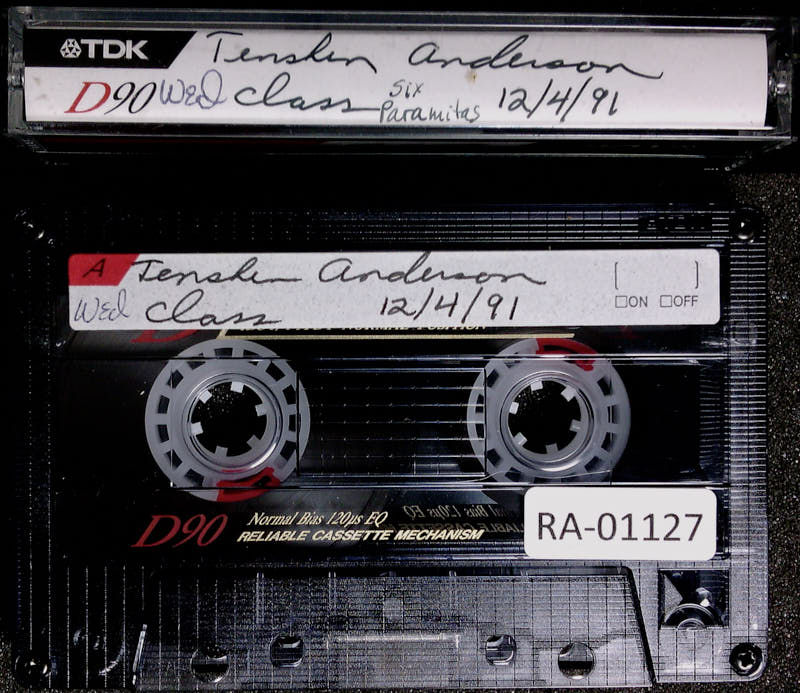 TDK Tenshin Anderson
D90 Wed Class Six Paramitas 12/4/91
A Tenshin Anderson
Wed Class 12/4/91
ON OFF
D90 Normal Bias 120μs EQ
RELIABLE CASSETTE MECHANISM
RA-01127